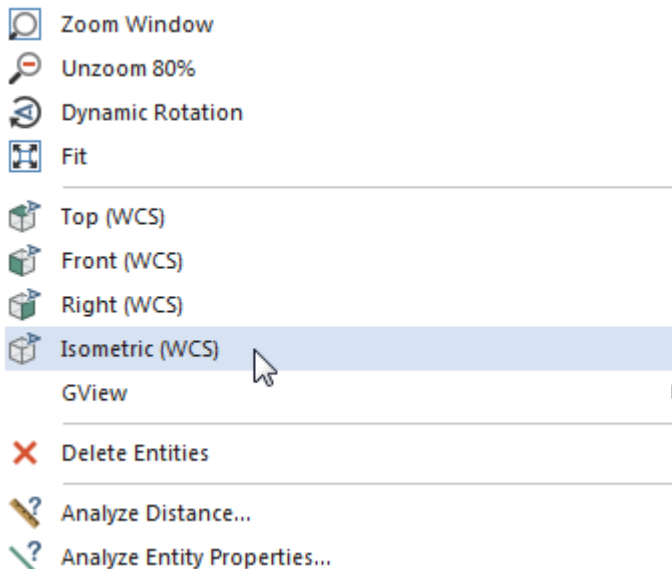 Zoom Window
Unzoom 80%
Dynamic Rotation
Fit
Top (WCS)
Front (WCS)
Right (WCS)
Isometric (WCS)
GView
Delete Entities
Analyze Distance...
Analyze Entity Properties...